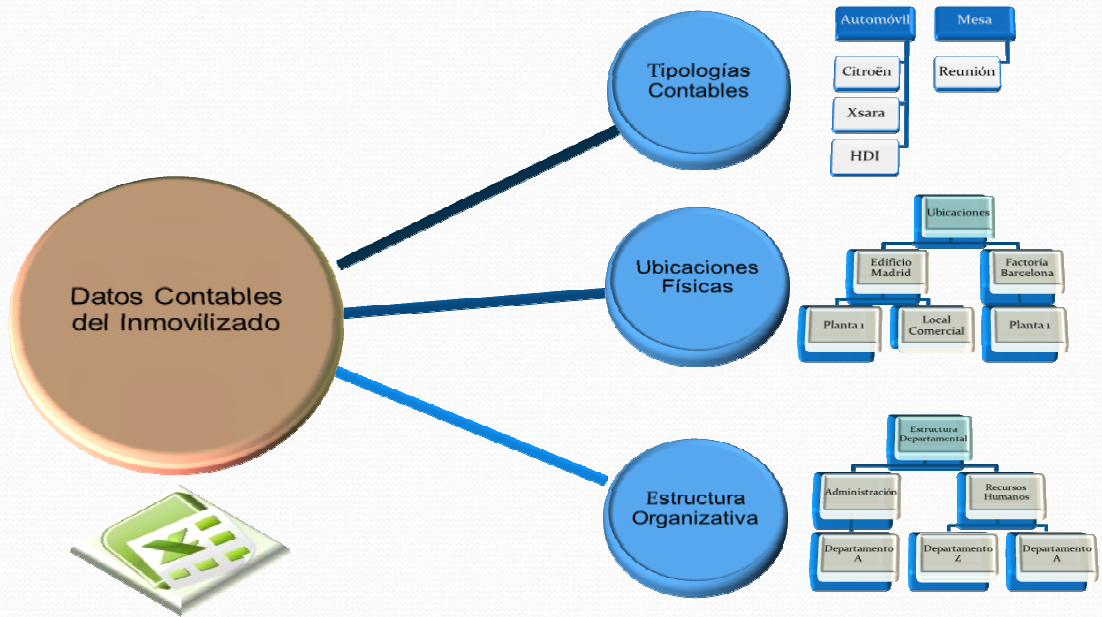 Datos Contables
del Inmovilizado
Tipologías
Contables
Automóvil
Citroën
Xsara
HDI
Mesa
Reunión
Ubicaciones
Físicas
Ubicaciones
Edificio
Madrid
Factoría
Barcelona
Planta 1
Local
Comercial
Planta 1
Estructura
Organizativa
Estructura
Departamental
Administración
Recursos
Humanos
Departamento
A
Departamento
Z
Departamento
A